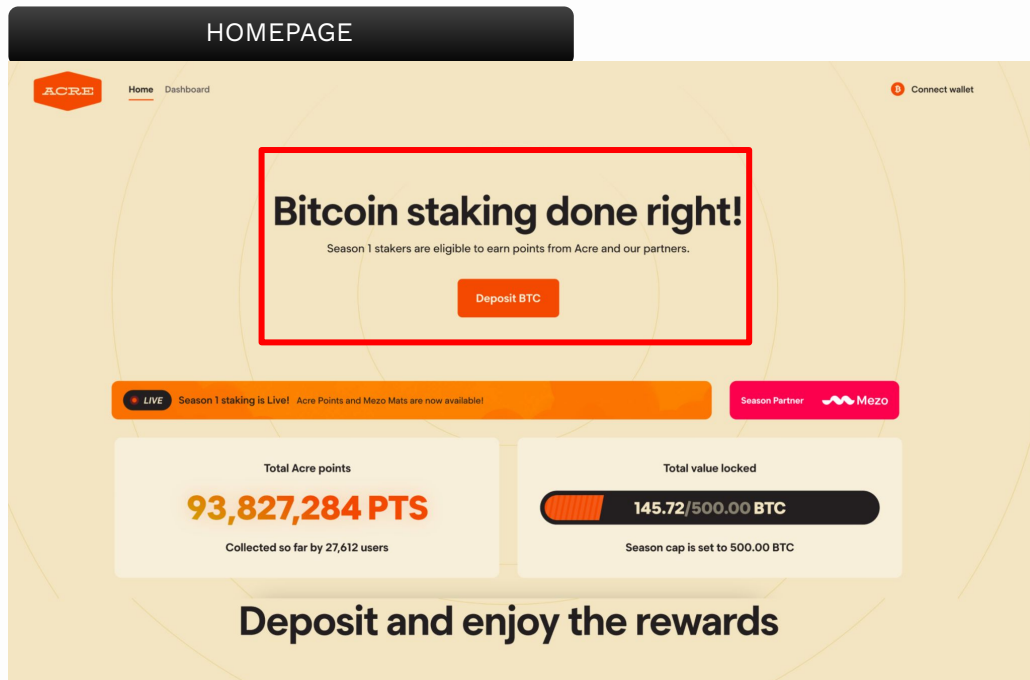 HOMEPAGE
ACRE
Home Dashboard
Connect wallet
Bitcoin staking done right!
Season 1 stakers are eligible to earn points from Acre and our partners.
Deposit BTC
LIVE Season 1 staking is Live! Acre Points and Mezo Mats are now available!
Season Partner Mezo
Total Acre points
93,827,284 PTS
Collected so far by 27,612 users
Total value locked
145.72/500.00 BTC
Season cap is set to 500.00 BTC
Deposit and enjoy the rewards